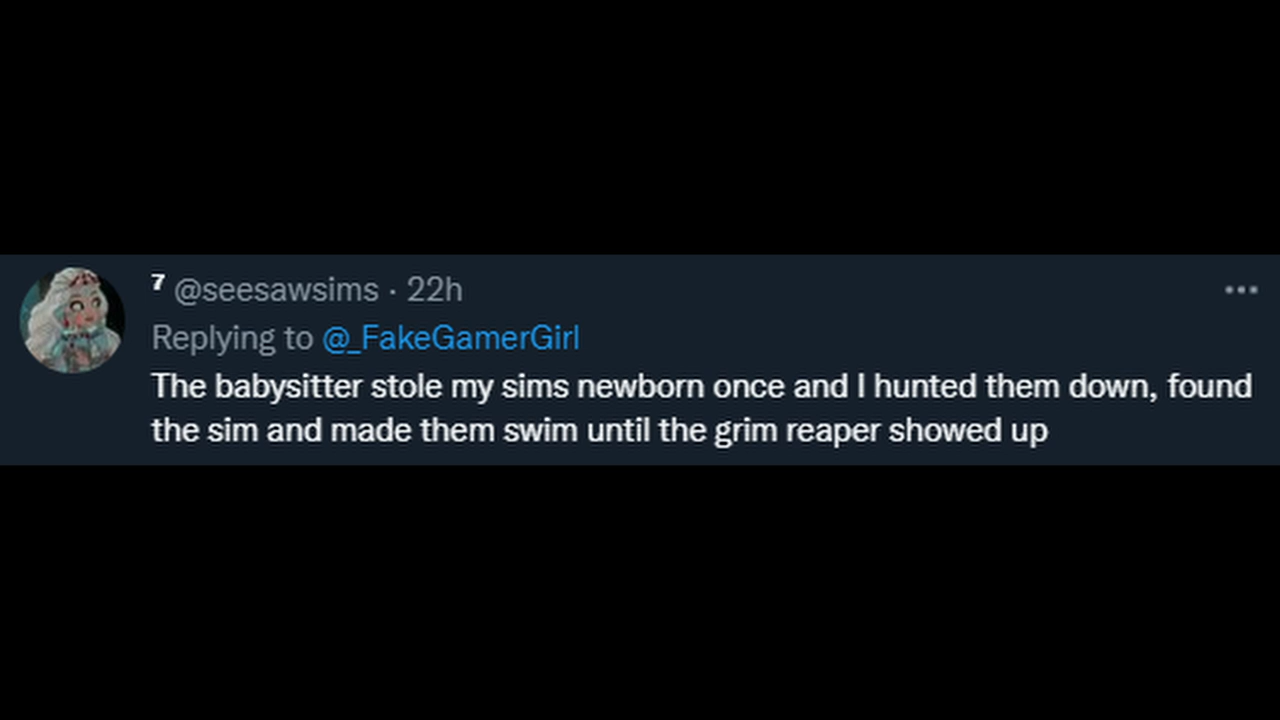 7 @seesawsims · 22h
Replying to @_FakeGamerGirl
The babysitter stole my sims newborn once and I hunted them down, found
the sim and made them swim until the grim reaper showed up